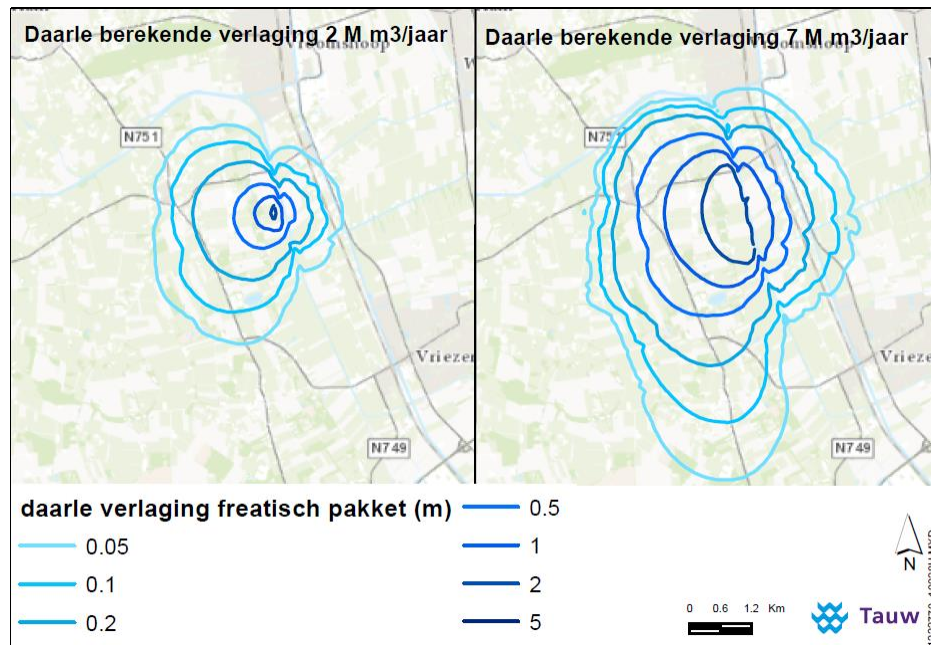 Daarle berekende verlaging 2 M m3/jaar
Daarle berekende verlaging 7 M m3/jaar
N751
Vriezen
N749
N749
daarle verlaging freatisch pakket (m)
0.05
0.1
0.2
0.5
1
2
5
0 0.6 1.2 Km
N
Tauw